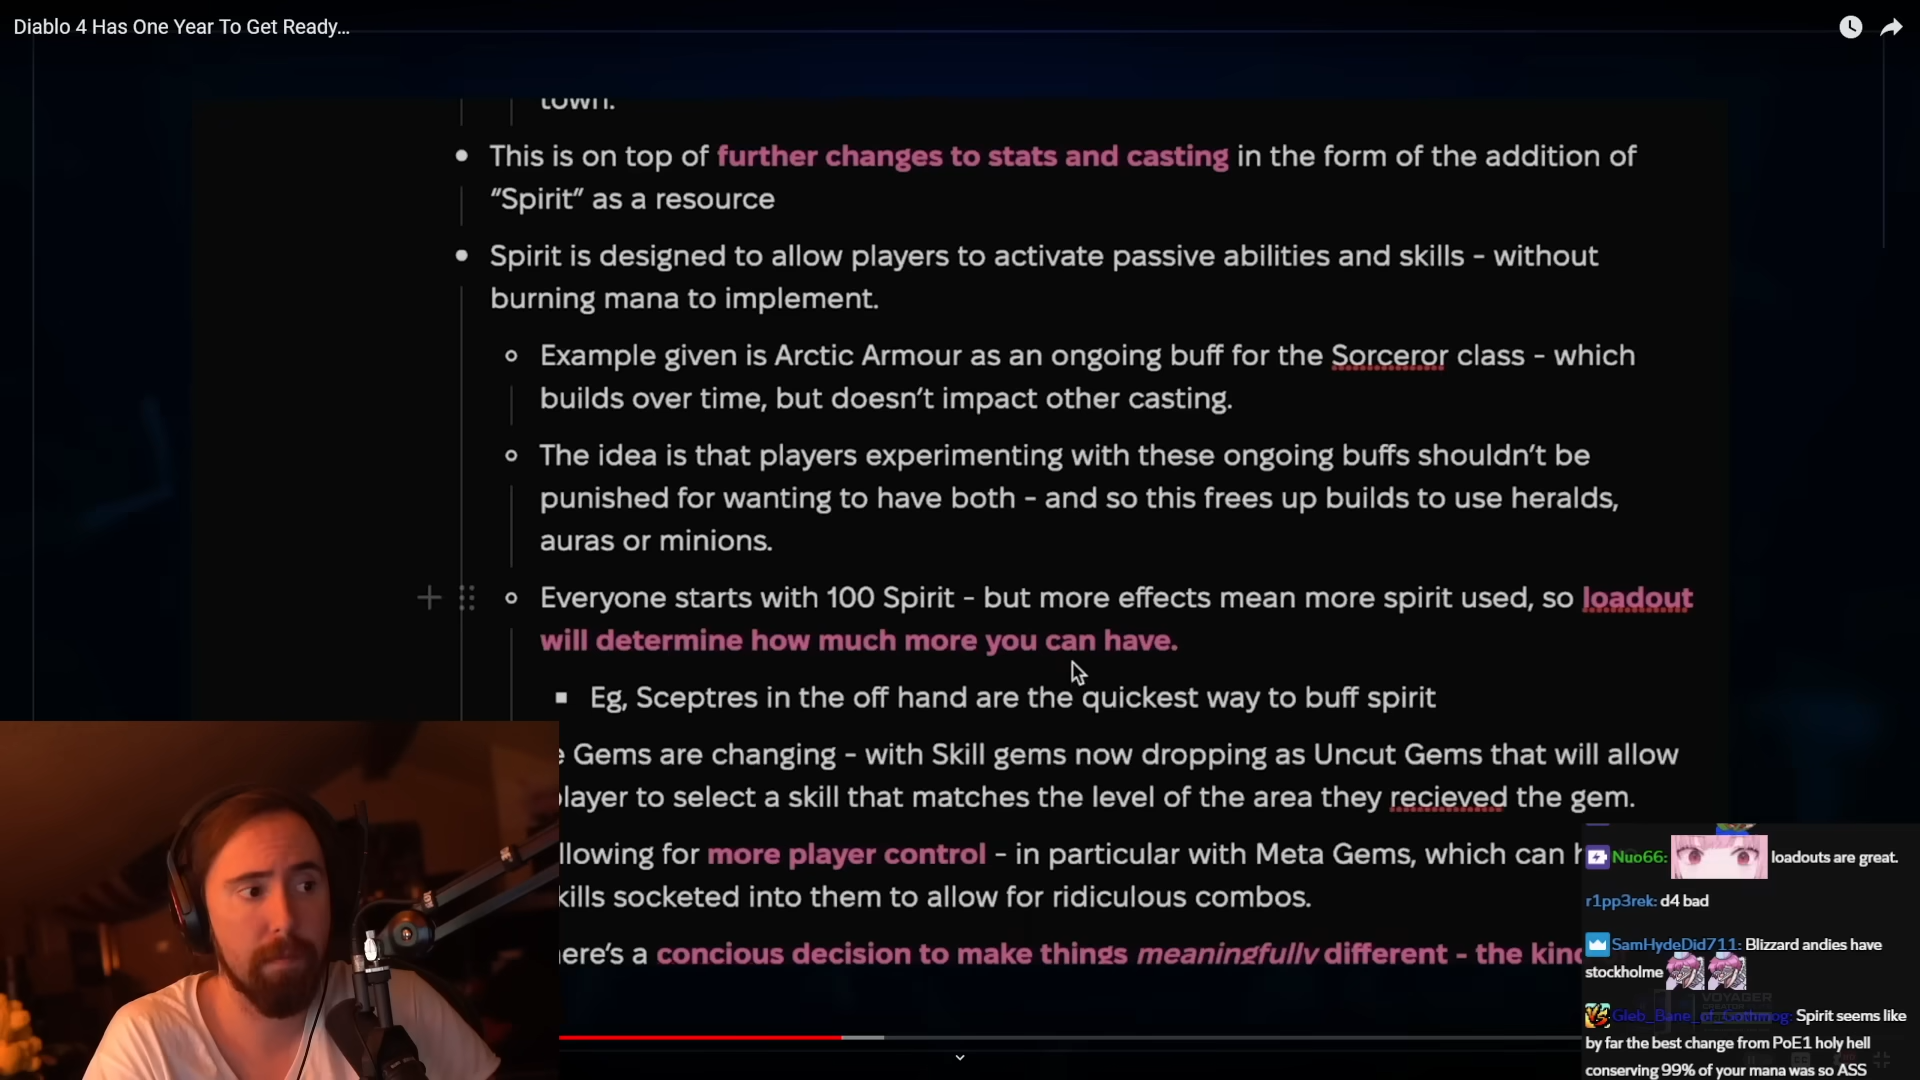 Diablo 4 Has One Year To Get Ready...
town.
This is on top of further changes to stats and casting in the form of the addition of
“Spirit” as a resource
Spirit is designed to allow players to activate passive abilities and skills - without
burning mana to implement.
Example given is Arctic Armour as an ongoing buff for the Sorceror class - which
builds over time, but doesn’t impact other casting.
The idea is that players experimenting with these ongoing buffs shouldn’t be
punished for wanting to have both - and so this frees up builds to use heralds,
auras or minions.
Everyone starts with 100 Spirit - but more effects mean more spirit used, so loadout
will determine how much more you can have.
Eg, Sceptres in the off hand are the quickest way to buff spirit
Gems are changing - with Skill gems now dropping as Uncut Gems that will allow
player to select a skill that matches the level of the area they recieved the gem.
llowing for more player control - in particular with Meta Gems, which can h
kills socketed into them to allow for ridiculous combos.
here’s a concious decision to make things meaningfully different - the kind
Nuo66: loadouts are great.
r1pp3rek: d4 bad
SamHydeDid711: Blizzard andies have
stockholme
VOYAGER
Gleb_Bane_of_Gothmog: Spirit seems like
by far the best change from PoE1 holy hell
conserving 99% of your mana was so ASS